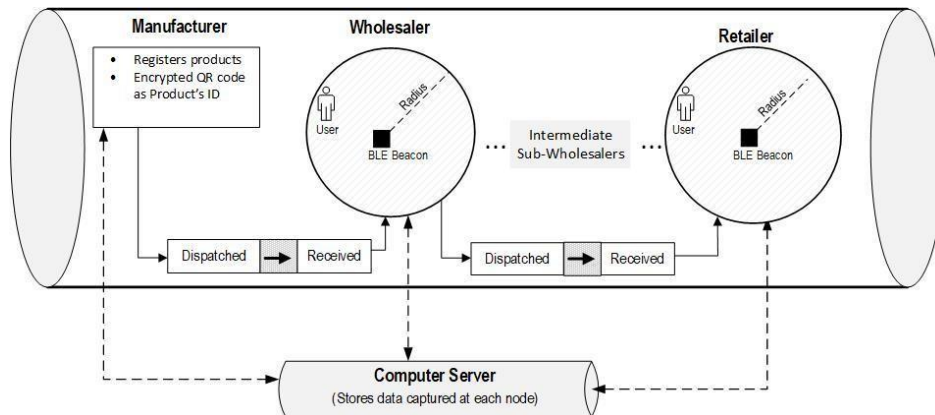 Manufacturer
• Registers products
• Encrypted QR code
as Product's ID
Wholesaler
Radius
User
BLE Beacon
...
Intermediate
Sub-Wholesalers
...
Retailer
Radius
User
BLE Beacon
Dispatched
Received
Dispatched
Received
Computer Server
(Stores data captured at each node)